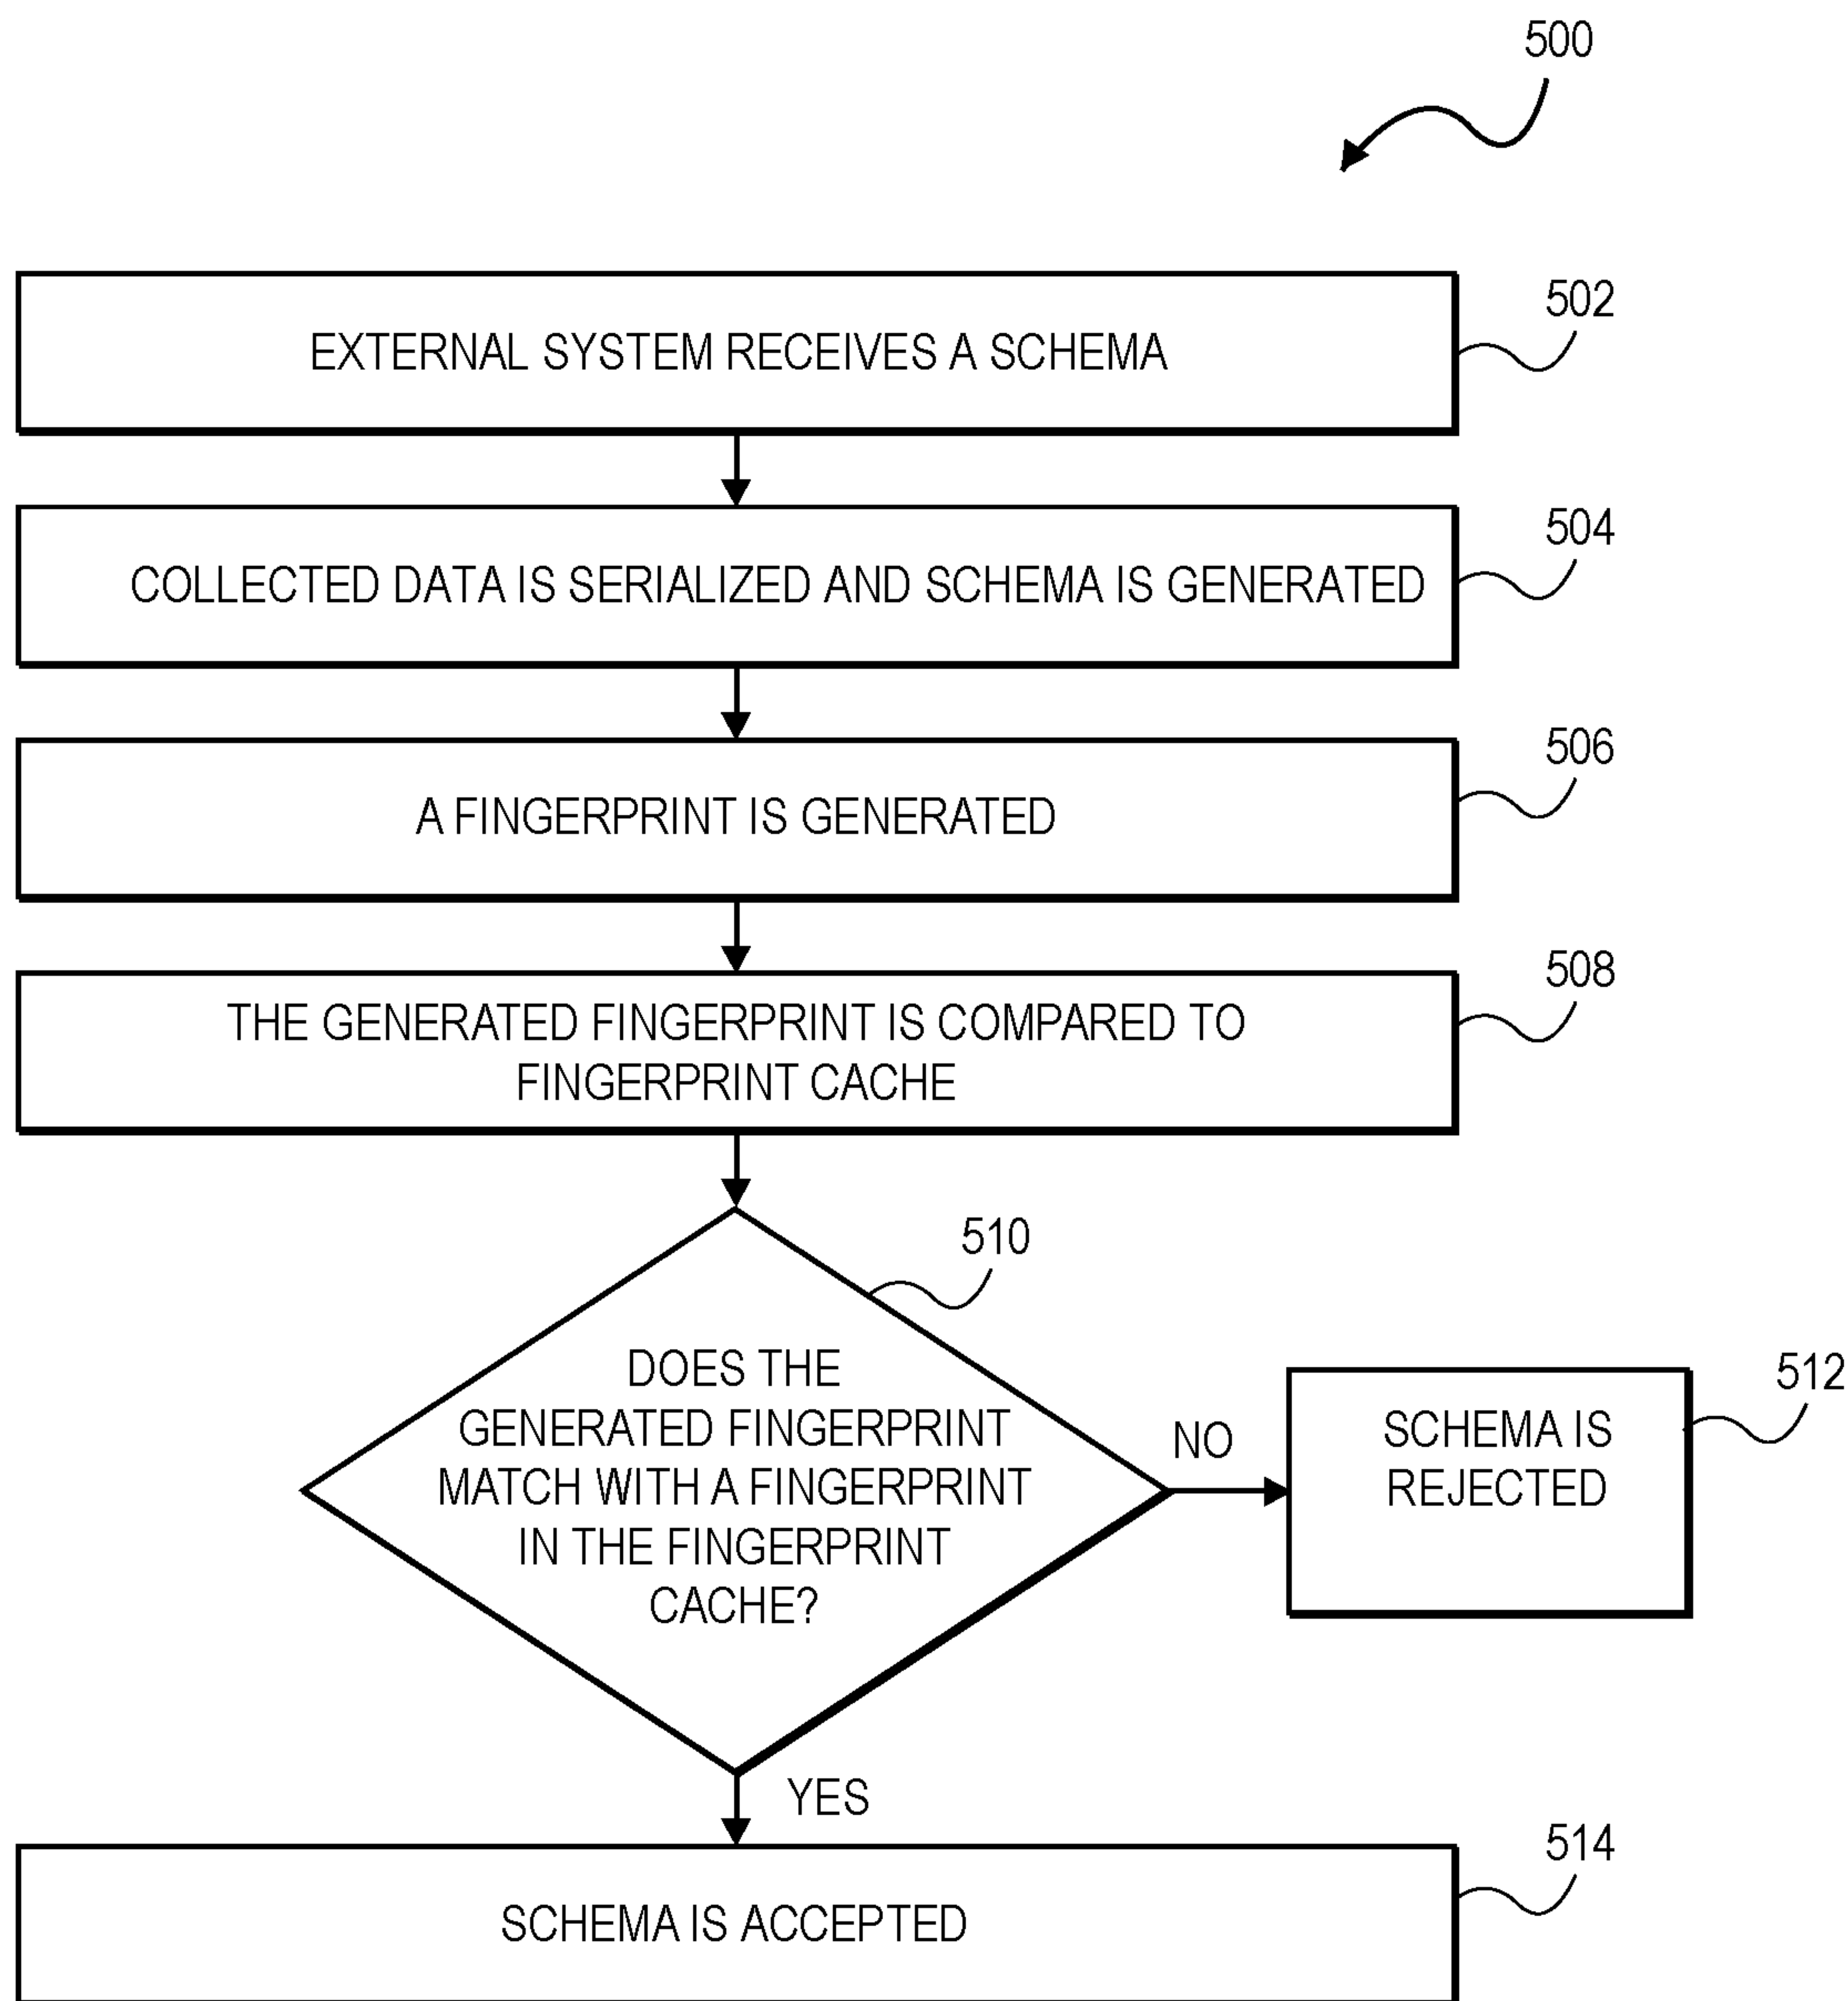 500
EXTERNAL SYSTEM RECEIVES A SCHEMA
502
COLLECTED DATA IS SERIALIZED AND SCHEMA IS GENERATED
504
A FINGERPRINT IS GENERATED
506
THE GENERATED FINGERPRINT IS COMPARED TO
FINGERPRINT CACHE
508
510
DOES THE
GENERATED FINGERPRINT
MATCH WITH A FINGERPRINT
IN THE FINGERPRINT
CACHE?
NO
SCHEMA IS
REJECTED
512
YES
SCHEMA IS ACCEPTED
514